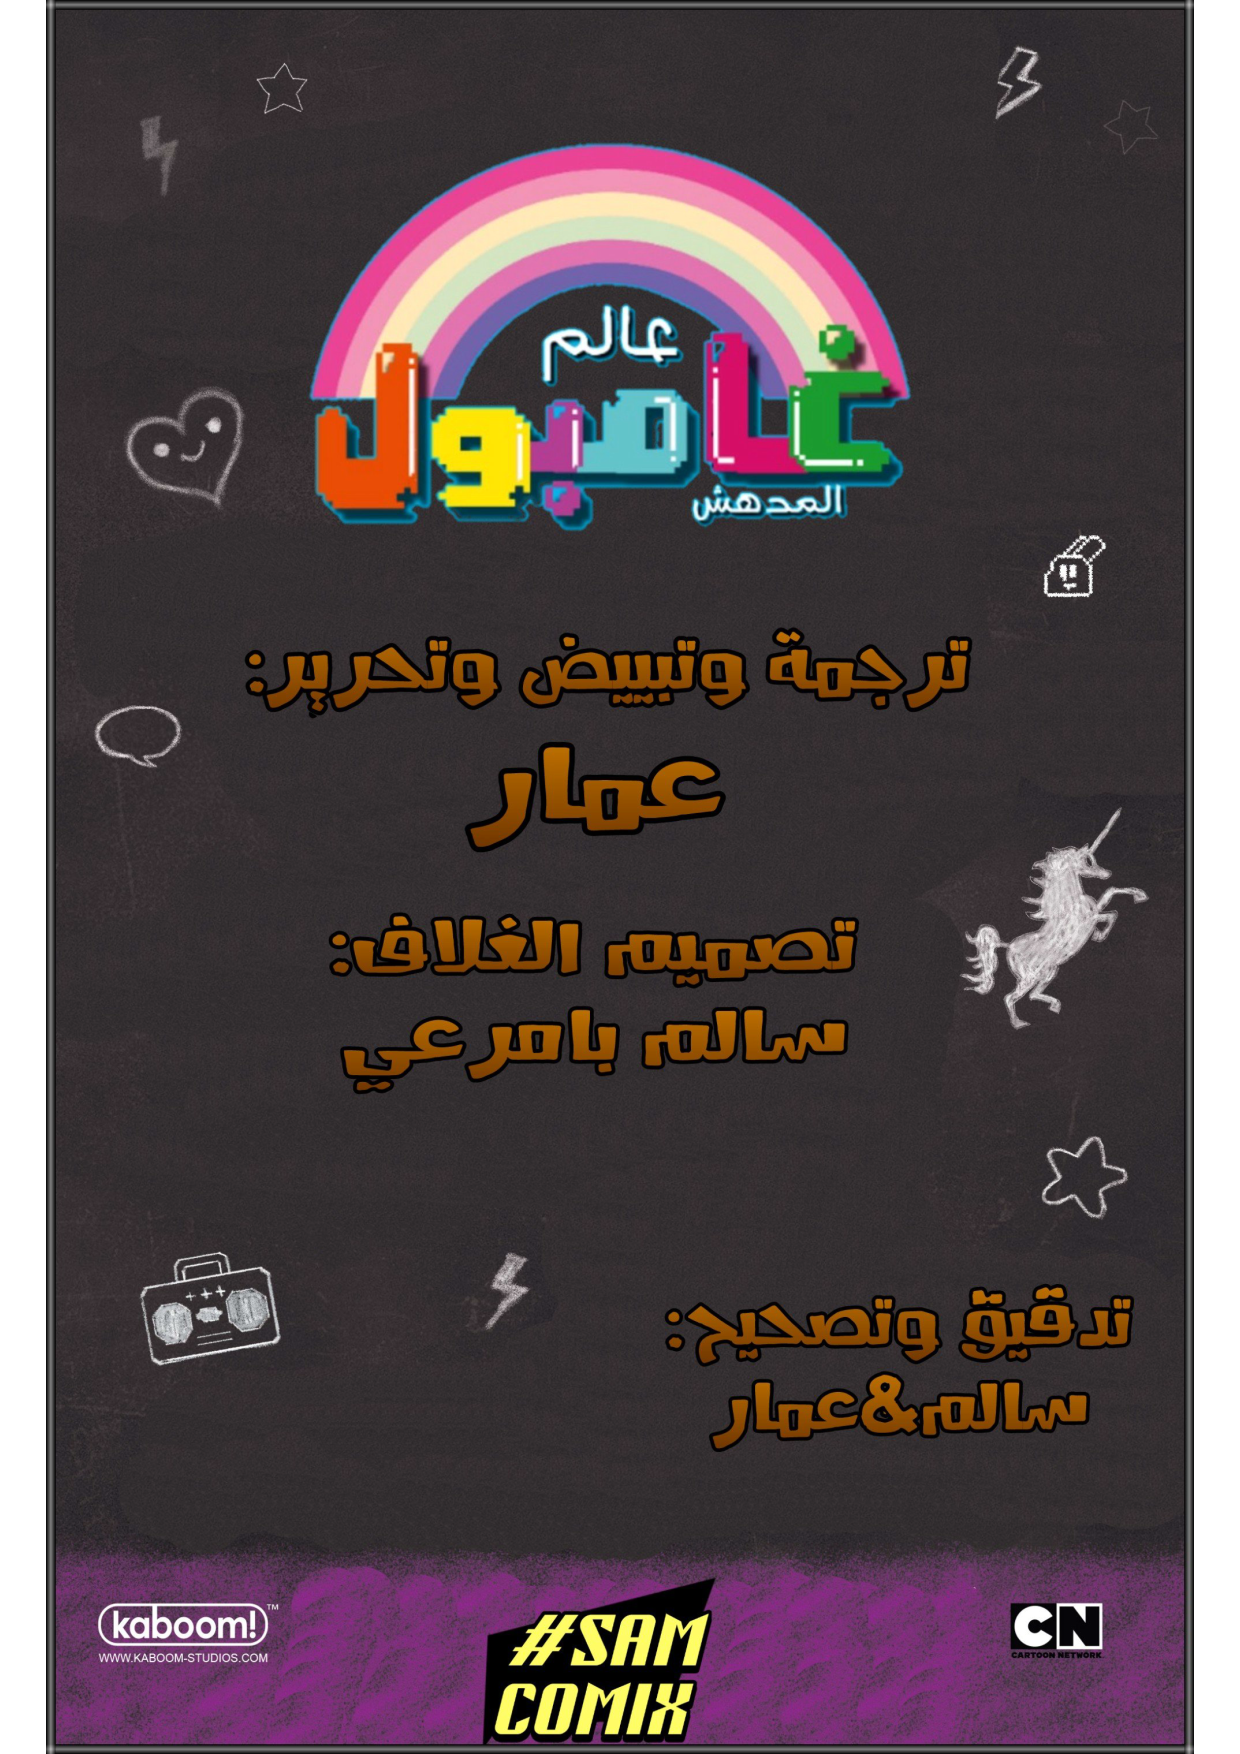 عالم
غامبول
المدهش
ترجمة وتبييض وتحرير:
عمار
تصميم الغلاف:
سالم بامرعي
تدقيق وتصحيح:
سالم&عمار
kaboom!™
WWW.KABOOM-STUDIOS.COM
#SAM
COMIX
CN
CARTOON NETWORK